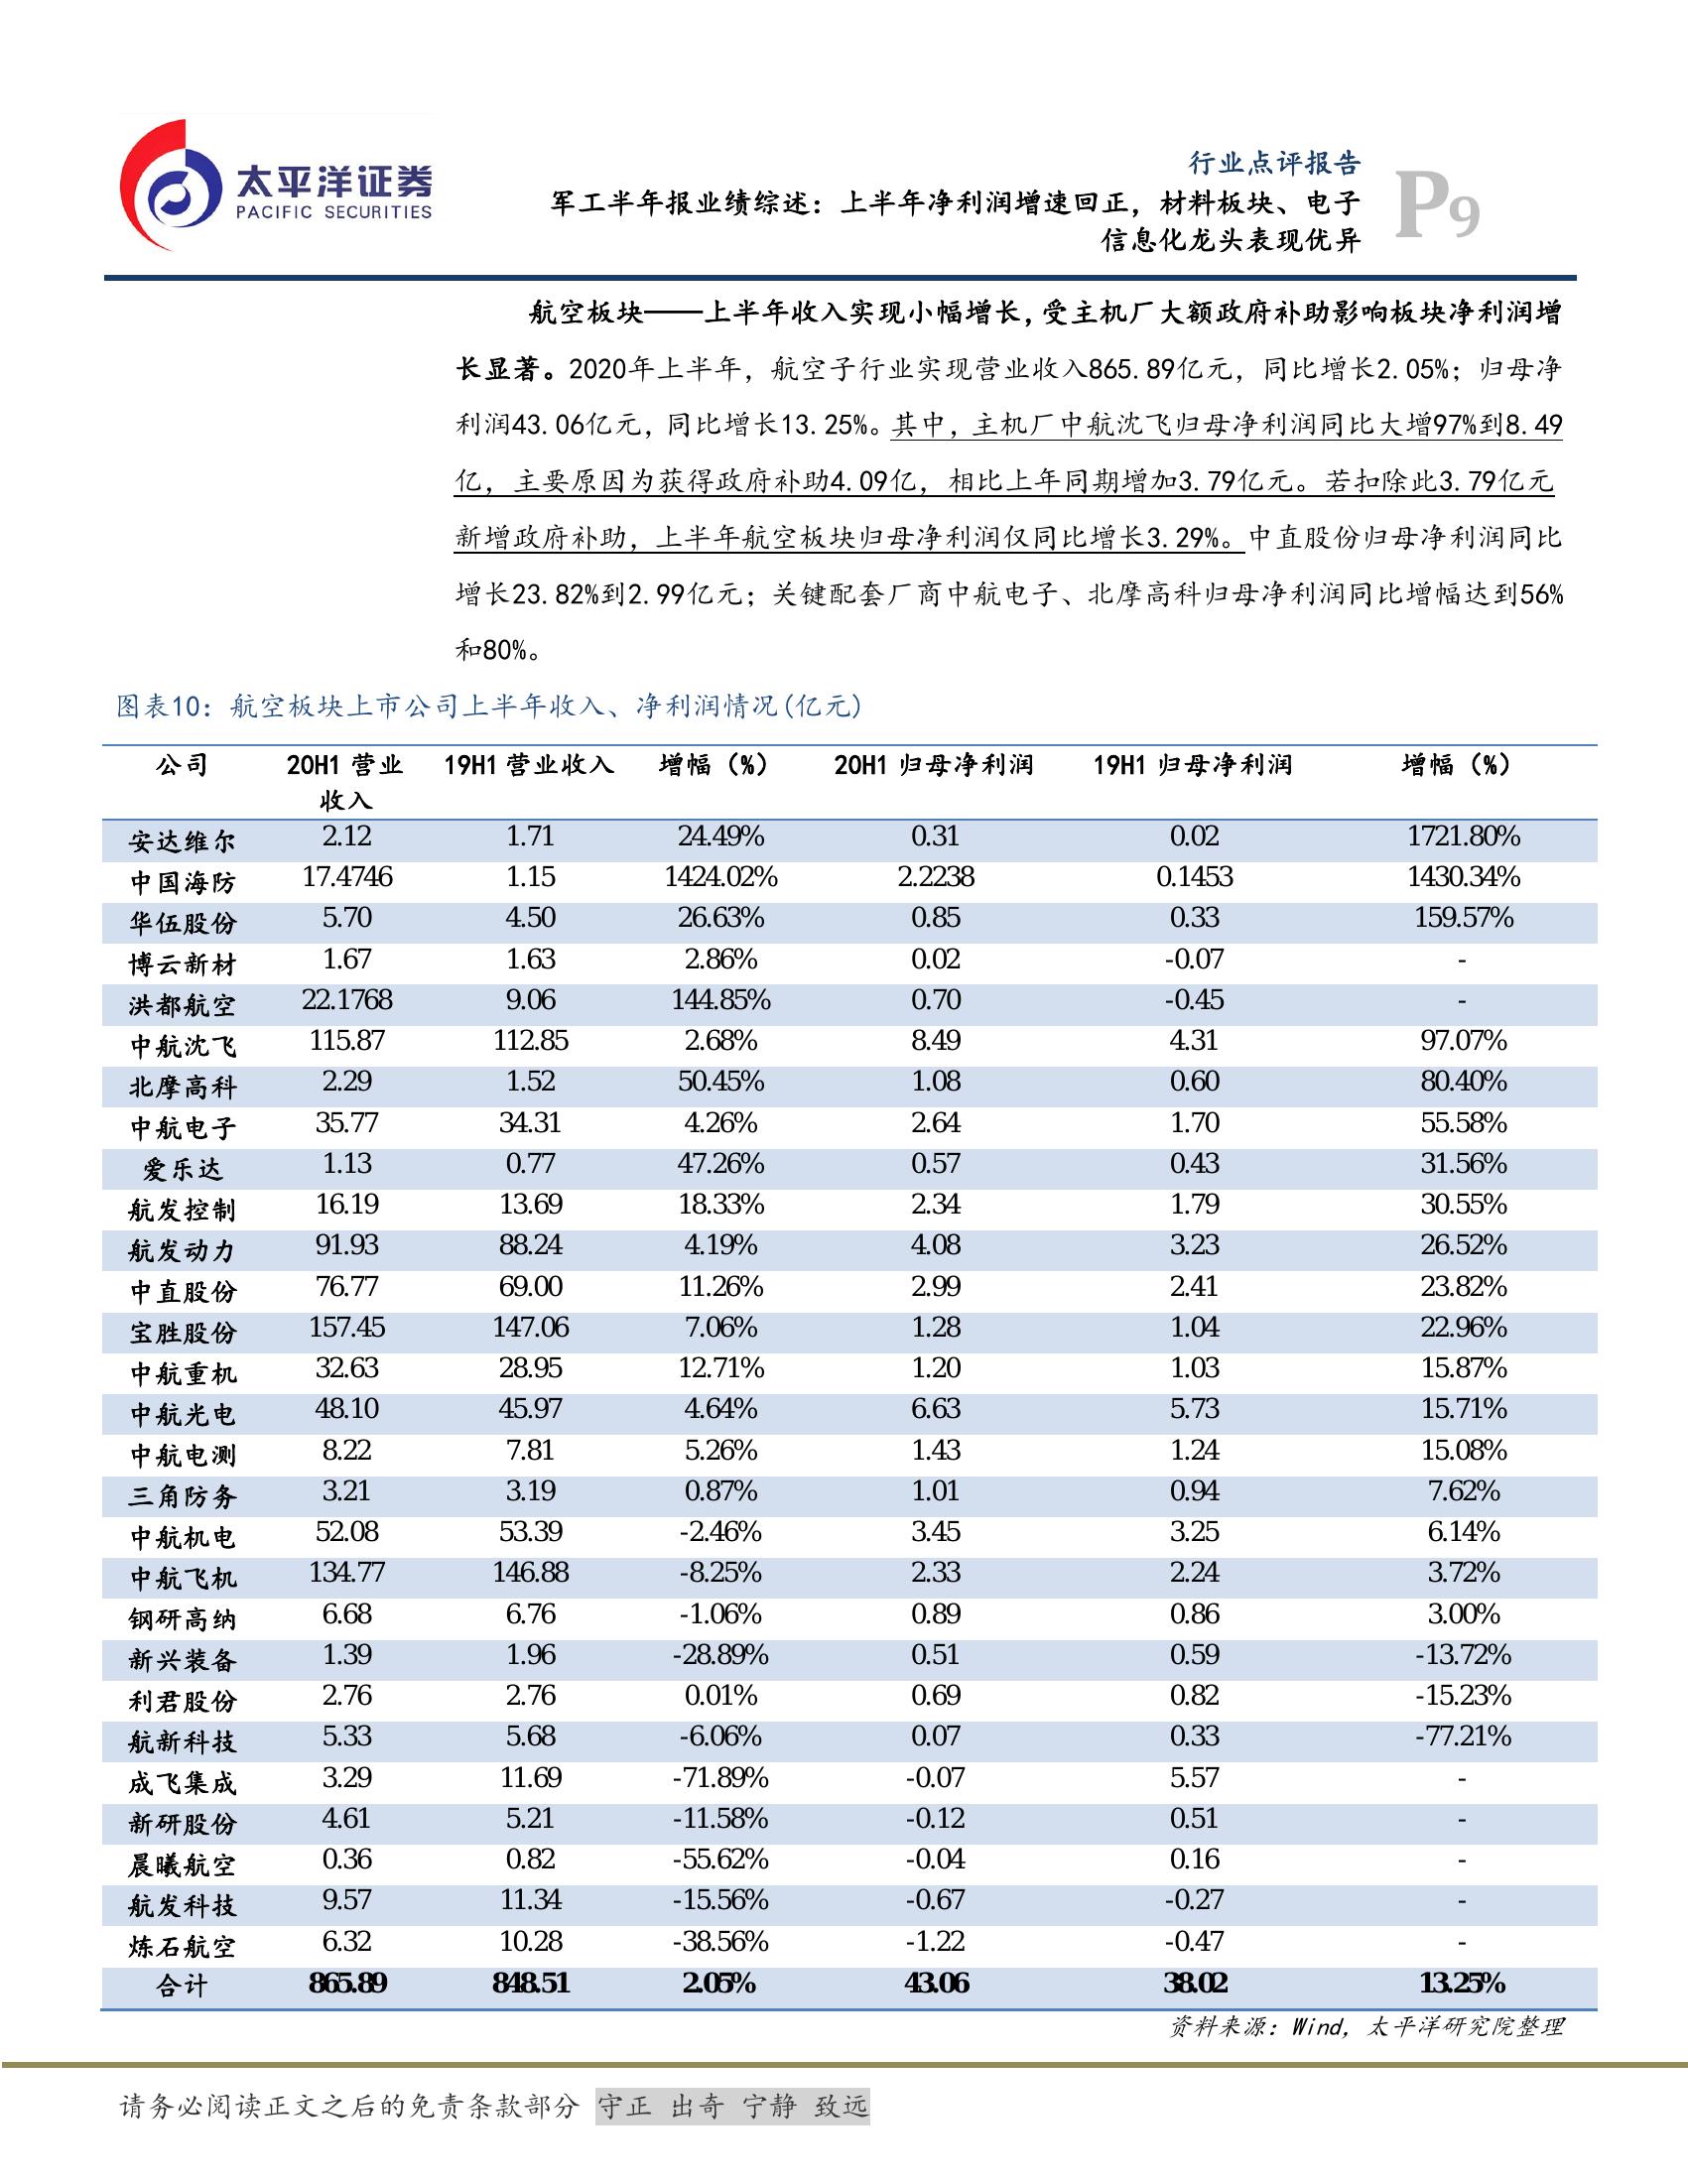 太平洋证券
PACIFIC SECURITIES
行业点评报告
军工半年报业绩综述：上半年净利润增速回正，材料板块、电子
信息化龙头表现优异
P9
航空板块——上半年收入实现小幅增长，受主机厂大额政府补助影响板块净利润增
长显著。2020年上半年，航空子行业实现营业收入865.89亿元，同比增长2.05%；归母净
利润43.06亿元，同比增长13.25%。其中，主机厂中航沈飞归母净利润同比大增97%到8.49
亿，主要原因为获得政府补助4.09亿，相比上年同期增加3.79亿元。若扣除此3.79亿元
新增政府补助，上半年航空板块归母净利润仅同比增长3.29%。中直股份归母净利润同比
增长23.82%到2.99亿元；关键配套厂商中航电子、北摩高科归母净利润同比增幅达到56%
和80%。
图表10：航空板块上市公司上半年收入、净利润情况(亿元)
公司 20H1 营业收入 19H1 营业收入 增幅（%） 20H1 归母净利润 19H1 归母净利润 增幅（%）
安达维尔 2.12 1.71 24.49% 0.31 0.02 1721.80%
中国海防 17.4746 1.15 1424.02% 2.2238 0.1453 1430.34%
华伍股份 5.70 4.50 26.63% 0.85 0.33 159.57%
博云新材 1.67 1.63 2.86% 0.02 -0.07 -
洪都航空 22.1768 9.06 144.85% 0.70 -0.45 -
中航沈飞 115.87 112.85 2.68% 8.49 4.31 97.07%
北摩高科 2.29 1.52 50.45% 1.08 0.60 80.40%
中航电子 35.77 34.31 4.26% 2.64 1.70 55.58%
爱乐达 1.13 0.77 47.26% 0.57 0.43 31.56%
航发控制 16.19 13.69 18.33% 2.34 1.79 30.55%
航发动力 91.93 88.24 4.19% 4.08 3.23 26.52%
中直股份 76.77 69.00 11.26% 2.99 2.41 23.82%
宝胜股份 157.45 147.06 7.06% 1.28 1.04 22.96%
中航重机 32.63 28.95 12.71% 1.20 1.03 15.87%
中航光电 48.10 45.97 4.64% 6.63 5.73 15.71%
中航电测 8.22 7.81 5.26% 1.43 1.24 15.08%
三角防务 3.21 3.19 0.87% 1.01 0.94 7.62%
中航机电 52.08 53.39 -2.46% 3.45 3.25 6.14%
中航飞机 134.77 146.88 -8.25% 2.33 2.24 3.72%
钢研高纳 6.68 6.76 -1.06% 0.89 0.86 3.00%
新兴装备 1.39 1.96 -28.89% 0.51 0.59 -13.72%
利君股份 2.76 2.76 0.01% 0.69 0.82 -15.23%
航新科技 5.33 5.68 -6.06% 0.07 0.33 -77.21%
成飞集成 3.29 11.69 -71.89% -0.07 5.57 -
新研股份 4.61 5.21 -11.58% -0.12 0.51 -
晨曦航空 0.36 0.82 -55.62% -0.04 0.16 -
航发科技 9.57 11.34 -15.56% -0.67 -0.27 -
炼石航空 6.32 10.28 -38.56% -1.22 -0.47 -
合计 865.89 848.51 2.05% 43.06 38.02 13.25%
资料来源：Wind，太平洋研究院整理
请务必阅读正文之后的免责条款部分 守正 出奇 宁静 致远